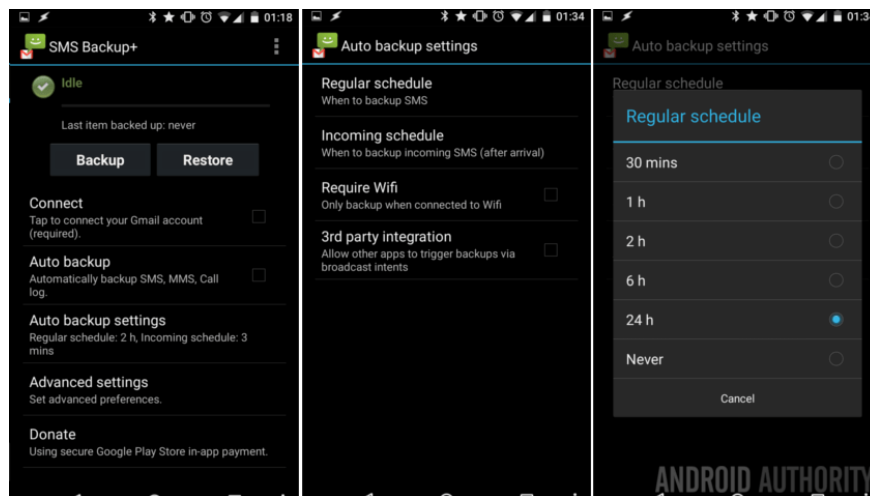 01:18
SMS Backup+
Idle
Last item backed up: never
Backup
Restore
Connect
Tap to connect your Gmail account
(required).
Auto backup
Automatically backup SMS, MMS, Call
log.
Auto backup settings
Regular schedule: 2 h, Incoming schedule: 3
mins
Advanced settings
Set advanced preferences.
Donate
Using secure Google Play Store in-app payment.
01:34
Auto backup settings
Regular schedule
When to backup SMS
Incoming schedule
When to backup incoming SMS (after arrival)
Require Wifi
Only backup when connected to Wifi
3rd party integration
Allow other apps to trigger backups via
broadcast intents
01:3
Auto backup settings
Regular schedule
Regular schedule
30 mins
1 h
2 h
6 h
24 h
Never
Cancel
ANDROID AUTHORITY